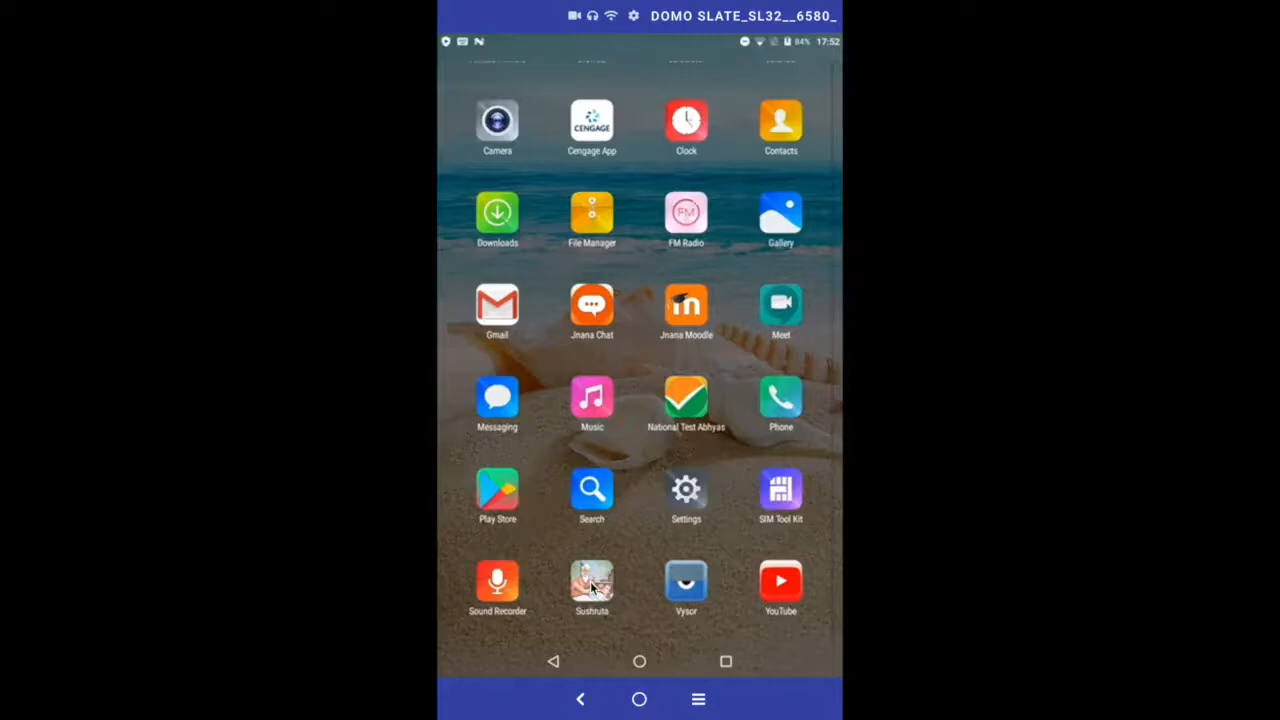 DOMO SLATE_SL32__6580_
84% 17:52
CENGAGE
Camera Cengage App Clock Contacts
FM
Downloads File Manager FM Radio Gallery
Gmail Jnana Chat Jnana Moodle Meet
Messaging Music National Test Abhyas Phone
Play Store Search Settings SIM Tool Kit
Sound Recorder Sushruta Vysor YouTube